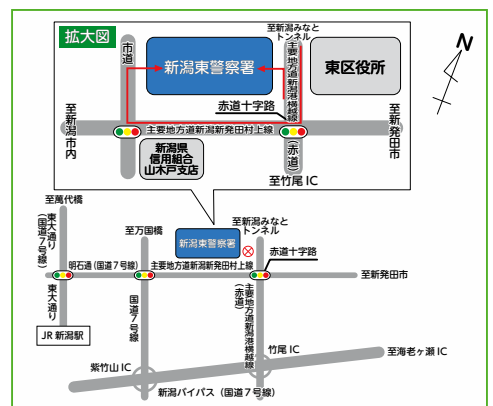 拡大図
至新潟みなと
トンネル
市道
新潟東警察署
主要地方道新潟港横越線
東区役所
N
赤道十字路
至新潟市内
主要地方道新潟新発田村上線
至新発田市
新潟県
信用組合
山木戸支店
(赤道)
至竹尾IC
至萬代橋
東大通り
(国道7号線)
至万国橋
新潟東警察署
至新潟みなと
トンネル
赤道十字路
明石通(国道7号線)
主要地方道新潟新発田村上線
至新発田市
東大通り
国道7号線
主要地方道新潟港横越線
(赤道)
JR新潟駅
竹尾IC
至海老ヶ瀬IC
紫竹山IC
新潟バイパス(国道7号線)